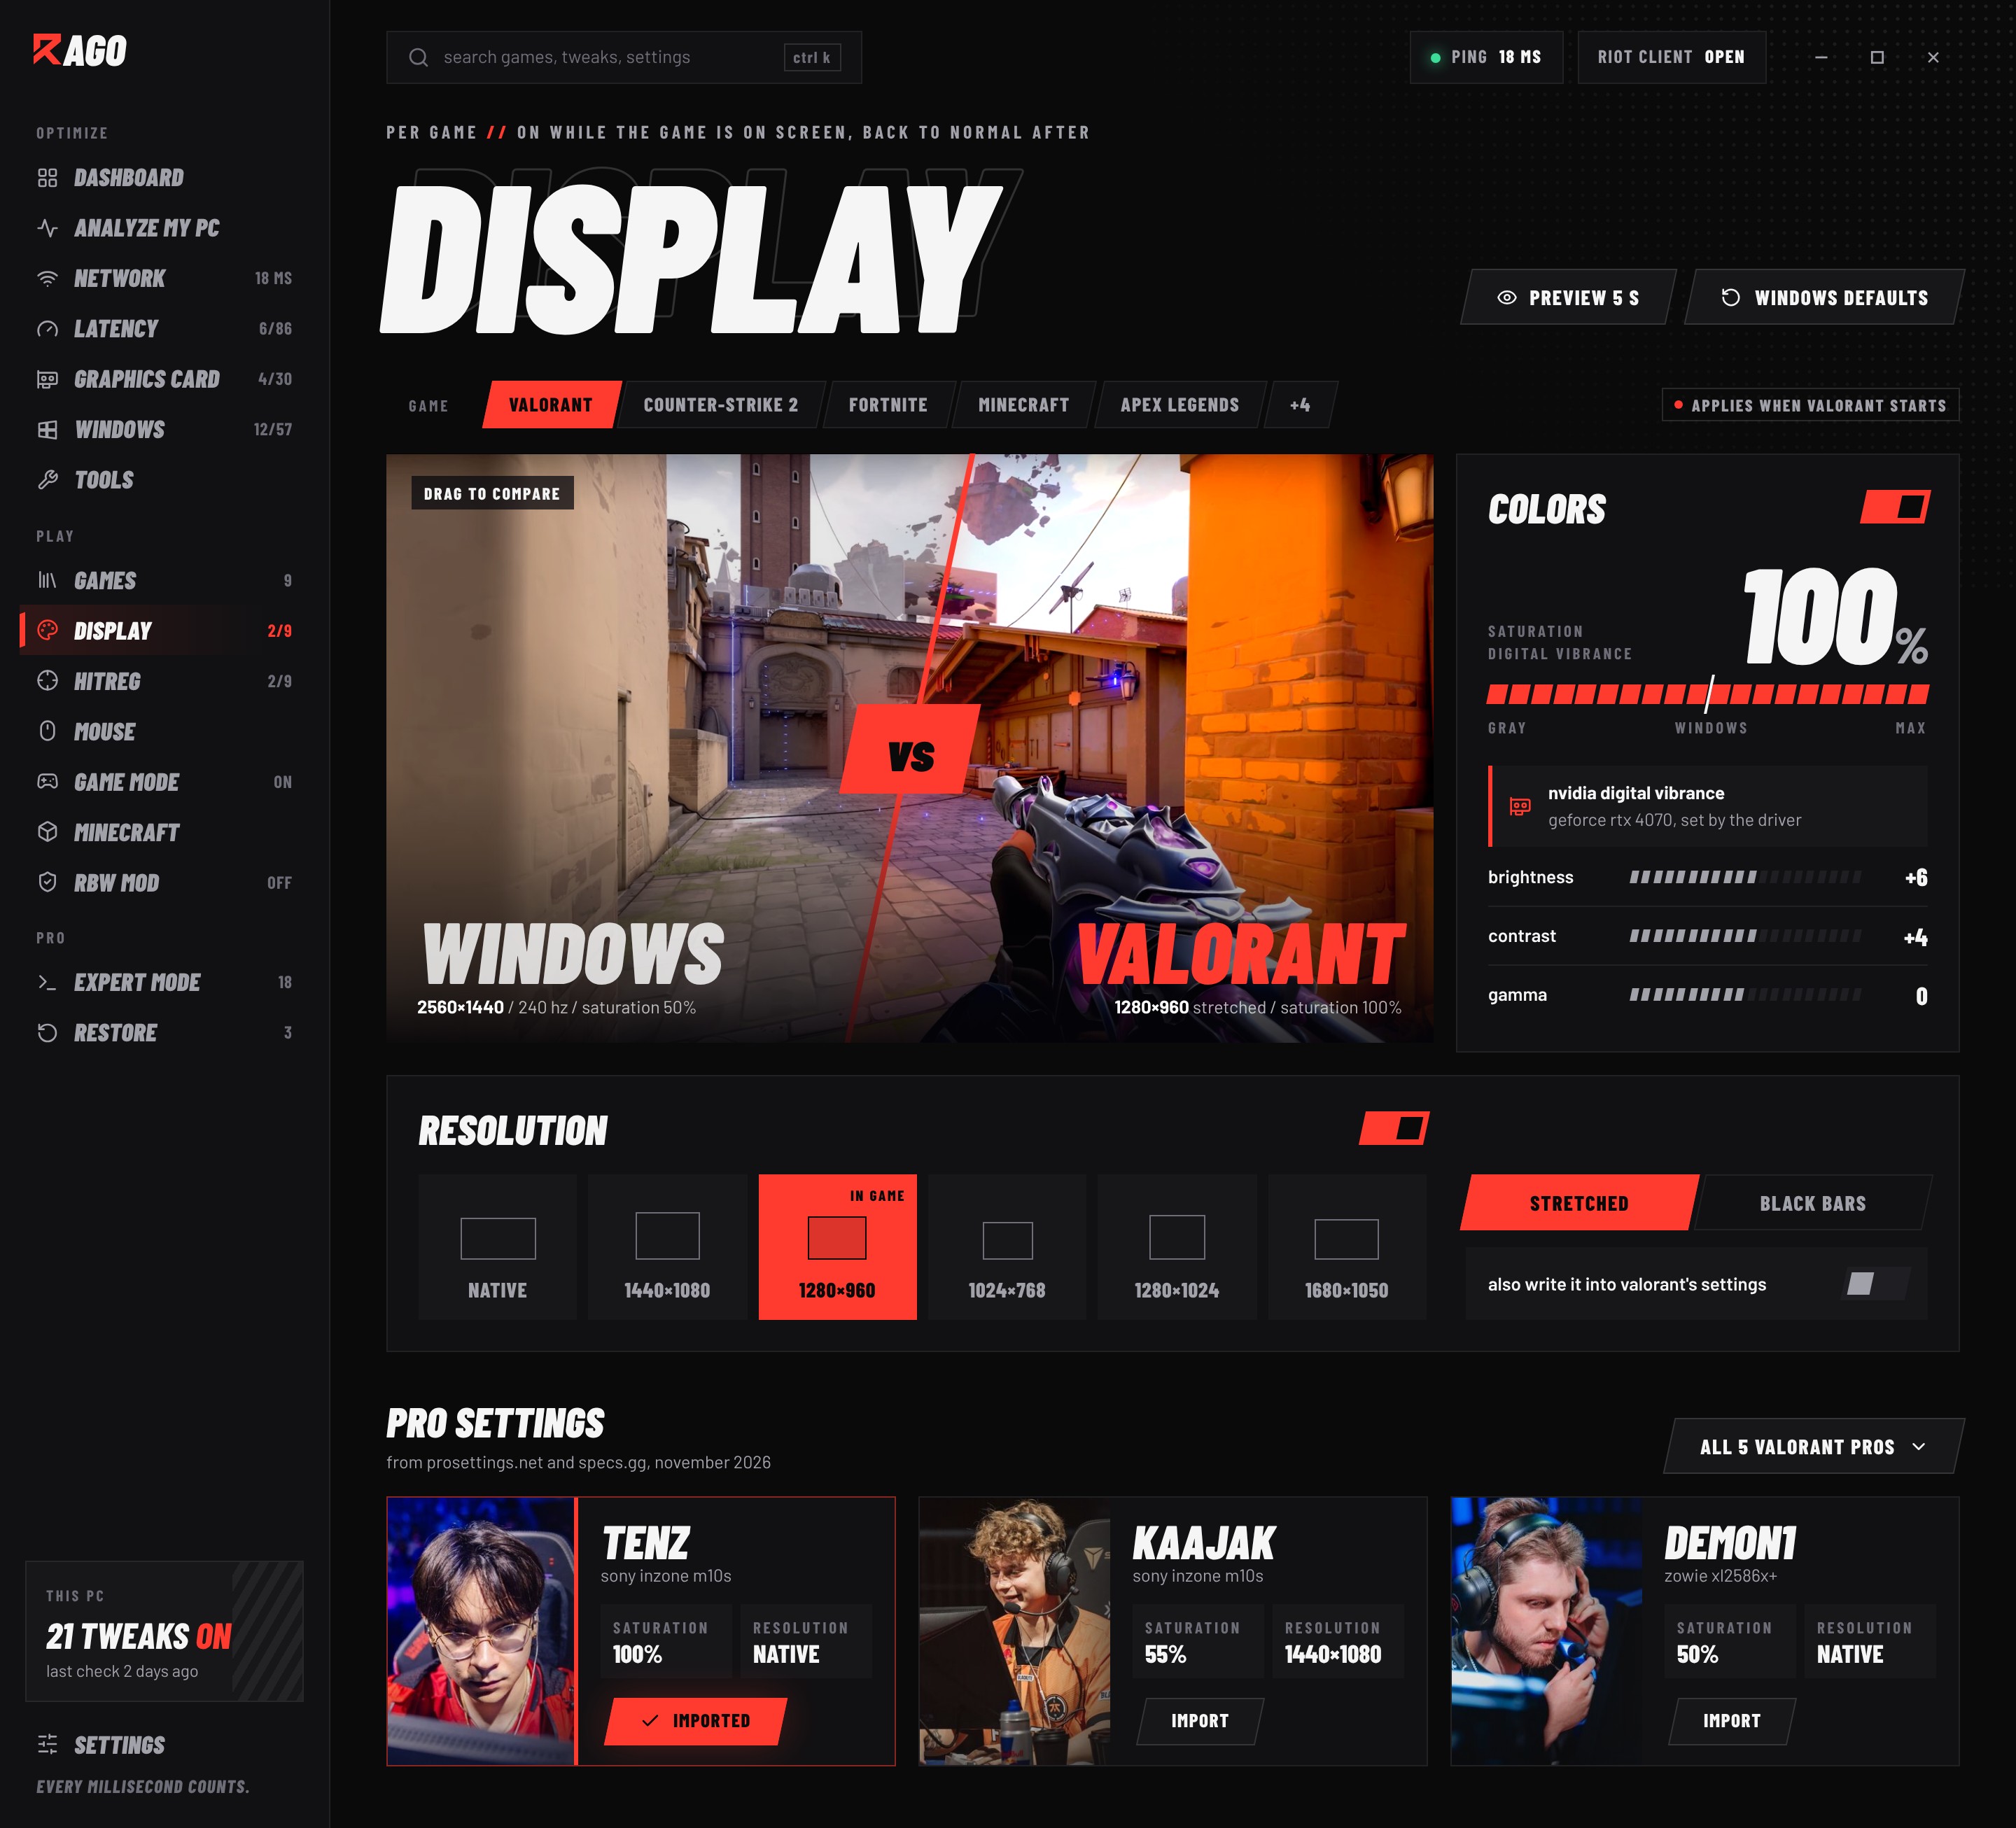 RAGO
search games, tweaks, settings
ctrl k
PING 18 MS
RIOT CLIENT OPEN
OPTIMIZE
DASHBOARD
ANALYZE MY PC
NETWORK 18 MS
LATENCY 6/86
GRAPHICS CARD 4/30
WINDOWS 12/57
TOOLS
PLAY
GAMES 9
DISPLAY 2/9
HITREG 2/9
MOUSE
GAME MODE ON
MINECRAFT
RBW MOD OFF
PRO
EXPERT MODE 18
RESTORE 3
THIS PC
21 TWEAKS ON
last check 2 days ago
SETTINGS
EVERY MILLISECOND COUNTS.
PER GAME // ON WHILE THE GAME IS ON SCREEN, BACK TO NORMAL AFTER
DISPLAY
PREVIEW 5 S
WINDOWS DEFAULTS
GAME
VALORANT
COUNTER-STRIKE 2
FORTNITE
MINECRAFT
APEX LEGENDS
+4
APPLIES WHEN VALORANT STARTS
DRAG TO COMPARE
VS
WINDOWS
2560×1440 / 240 hz / saturation 50%
VALORANT
1280×960 stretched / saturation 100%
COLORS
SATURATION
DIGITAL VIBRANCE
100%
GRAY
WINDOWS
MAX
nvidia digital vibrance
geforce rtx 4070, set by the driver
brightness +6
contrast +4
gamma 0
RESOLUTION
NATIVE
1440×1080
IN GAME
1280×960
1024×768
1280×1024
1680×1050
STRETCHED
BLACK BARS
also write it into valorant's settings
PRO SETTINGS
from prosettings.net and specs.gg, november 2026
ALL 5 VALORANT PROS
TENZ
sony inzone m10s
SATURATION
100%
RESOLUTION
NATIVE
IMPORTED
KAAJAK
sony inzone m10s
SATURATION
55%
RESOLUTION
1440×1080
IMPORT
DEMON1
zowie xl2586x+
SATURATION
50%
RESOLUTION
NATIVE
IMPORT